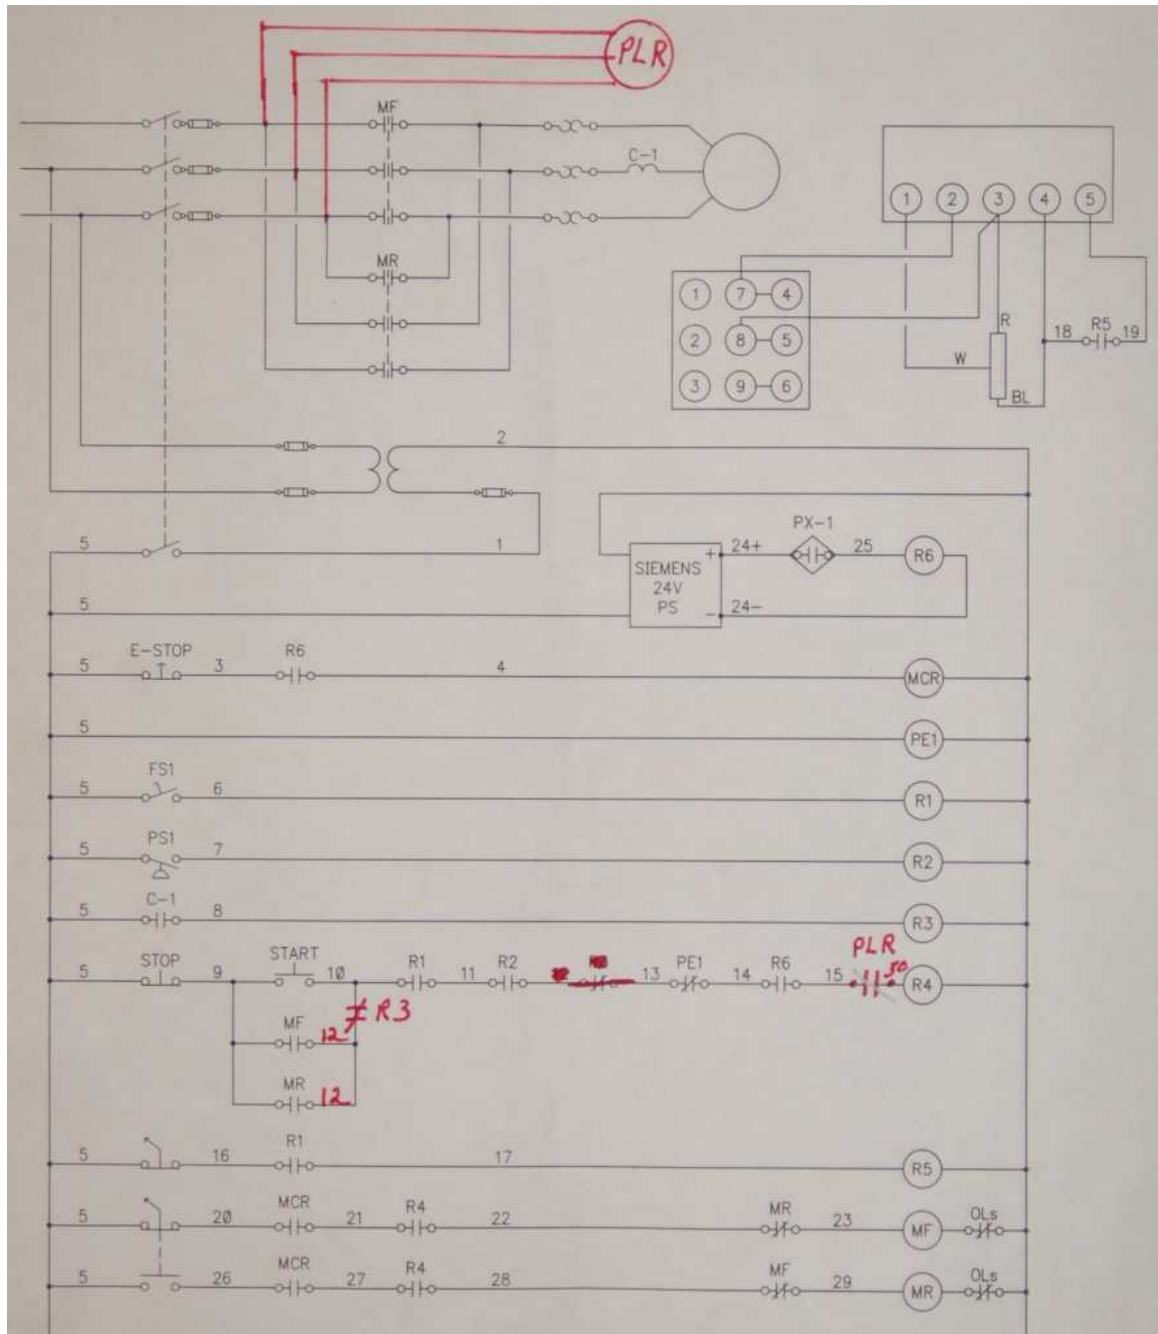 PLR
MF
C-1
MR
1 2 3 4 5
1 7 4
2 8 5
3 9 6
R
W
BL
18 R5 19
2
5 1
PX-1
SIEMENS
24V
PS
+ 24+ 25 R6
- 24-
5
E-STOP R6
5 3 4 MCR
5 PE1
FS1
5 6 R1
PS1
5 7 R2
C-1
5 8 R3
PLR
STOP START R1 R2 PE1 R6
5 9 10 11 13 14 15 30 R4
R3
MF 12
MR 12
R1
5 16 17 R5
MCR R4 MR OLs
5 20 21 22 23 MF
MCR R4 MF OLs
5 26 27 28 29 MR